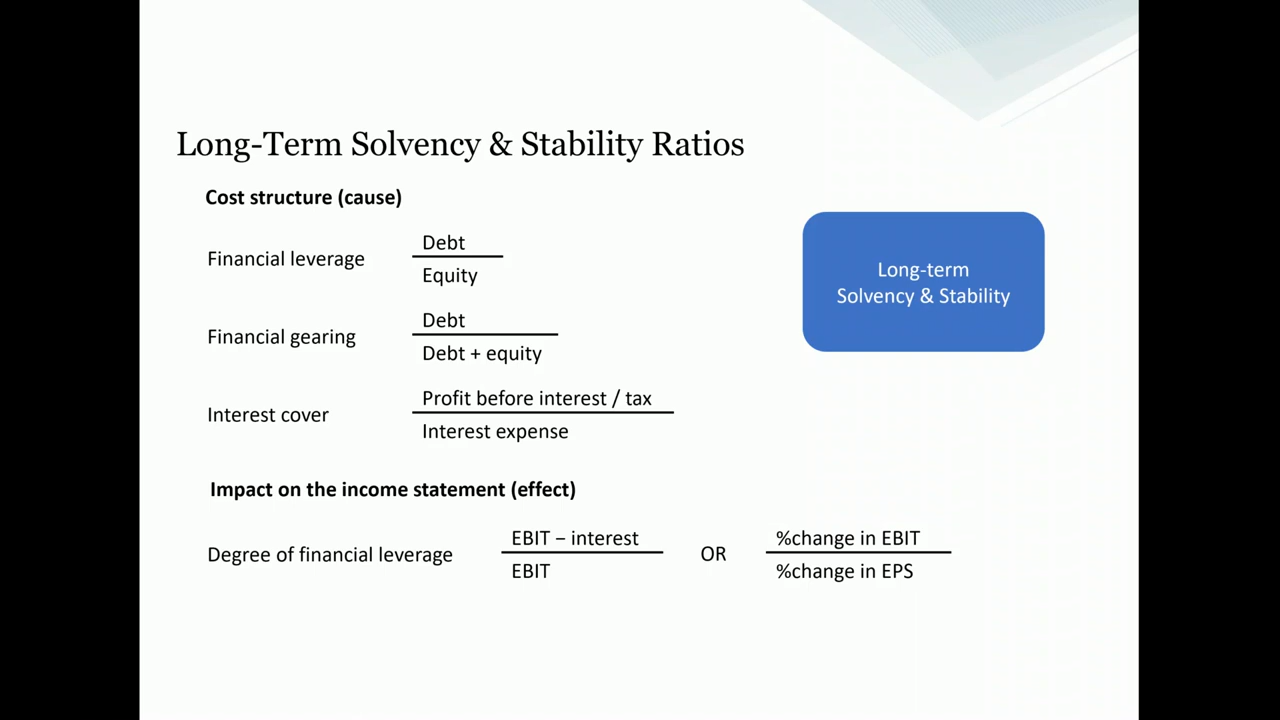 Long-Term Solvency & Stability Ratios
Cost structure (cause)
Financial leverage
Debt
Equity
Financial gearing
Debt
Debt + equity
Interest cover
Profit before interest / tax
Interest expense
Long-term
Solvency & Stability
Impact on the income statement (effect)
Degree of financial leverage
EBIT – interest
EBIT
OR
%change in EBIT
%change in EPS